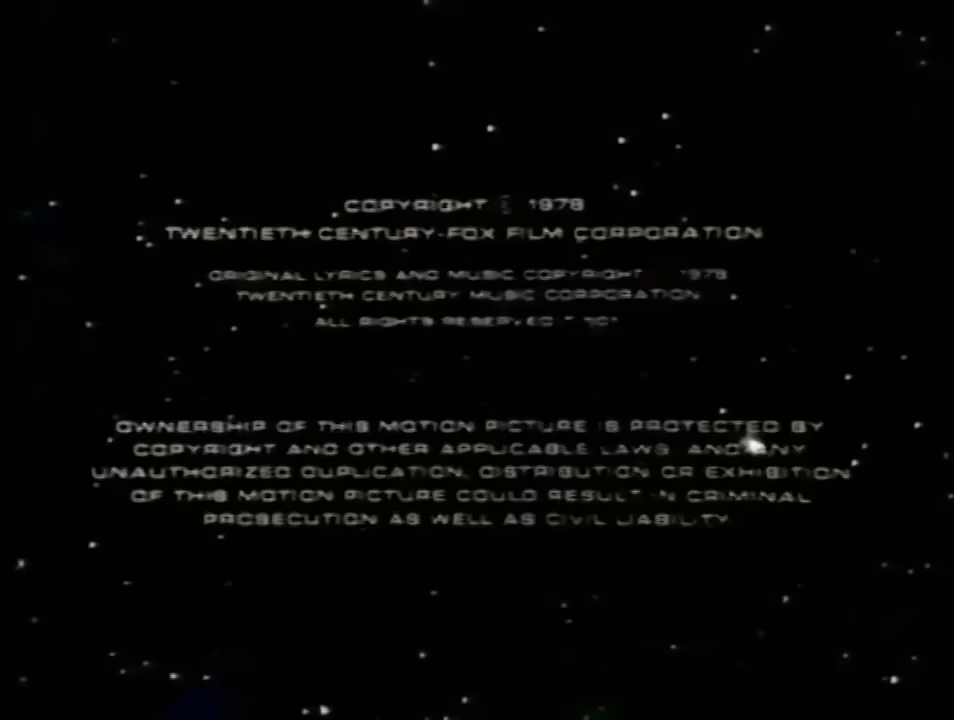 COPYRIGHT © 1978
TWENTIETH CENTURY-FOX FILM CORPORATION
ORIGINAL LYRICS AND MUSIC COPYRIGHT 1978
TWENTIETH CENTURY MUSIC CORPORATION
ALL RIGHTS RESERVED
OWNERSHIP OF THIS MOTION PICTURE IS PROTECTED BY
COPYRIGHT AND OTHER APPLICABLE LAWS AND ANY
UNAUTHORIZED DUPLICATION, DISTRIBUTION OR EXHIBITION
OF THIS MOTION PICTURE COULD RESULT IN CRIMINAL
PROSECUTION AS WELL AS CIVIL LIABILITY